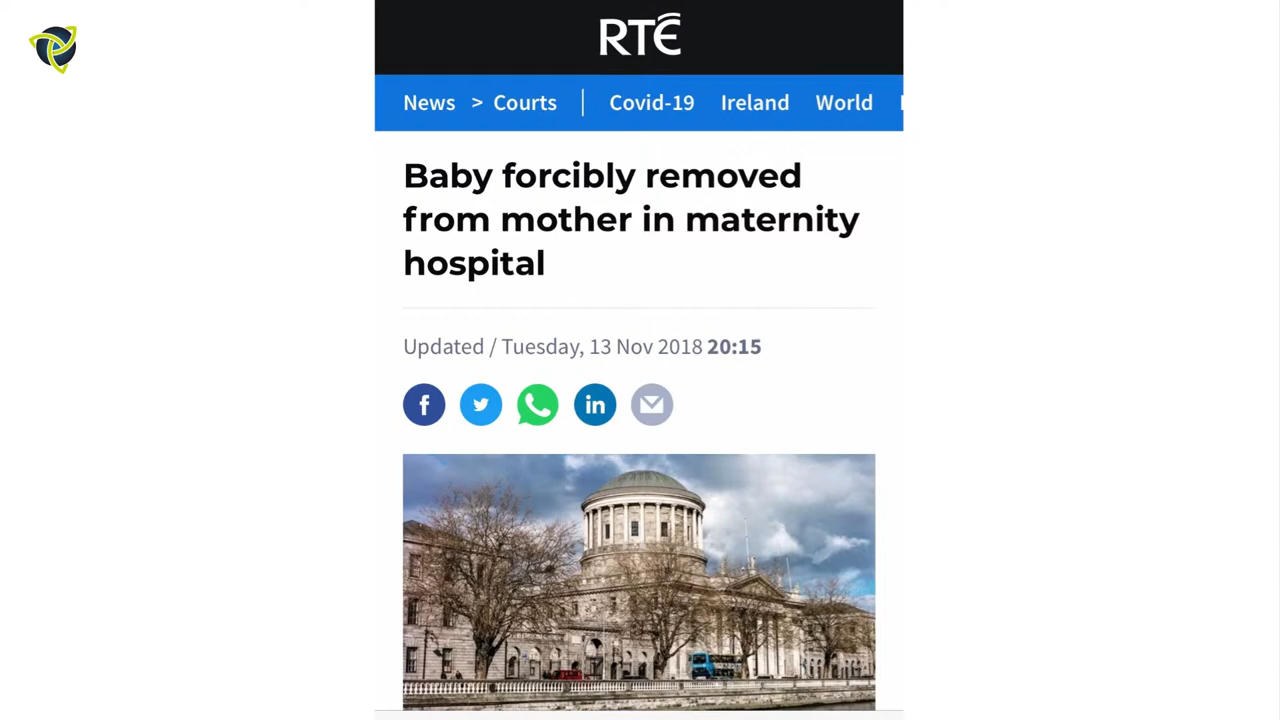 RTÉ
News > Courts | Covid-19 Ireland World
Baby forcibly removed
from mother in maternity
hospital
Updated / Tuesday, 13 Nov 2018 20:15
f
in